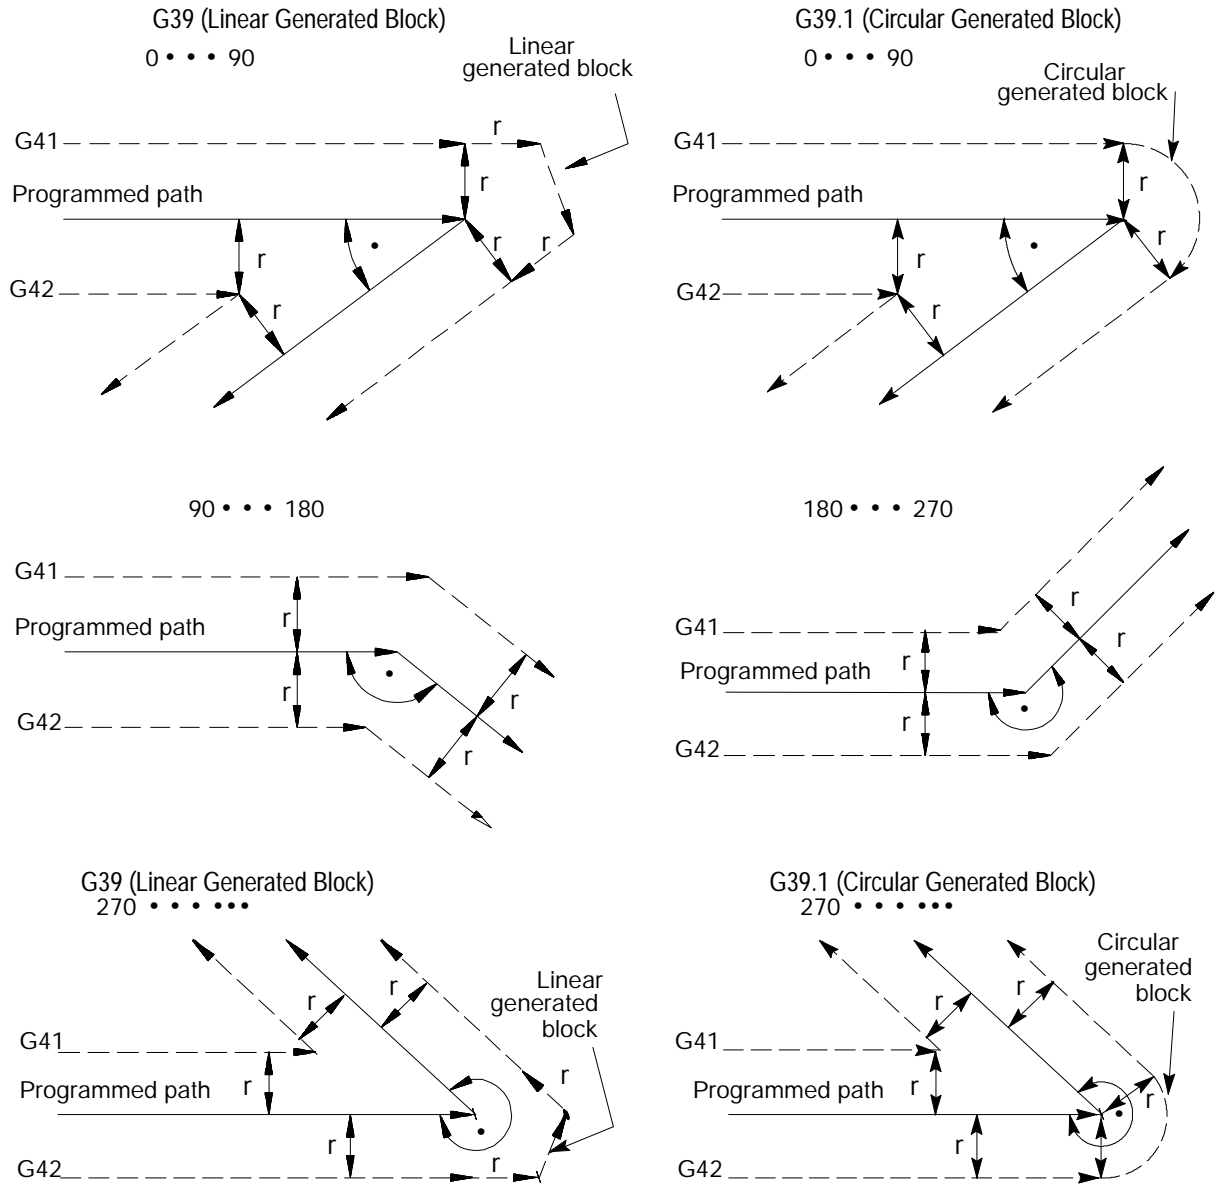 G39 (Linear Generated Block)
0 • • • 90
Linear
generated block
G41
r
r
Programmed path
r
r
r
•
G42
r
G39.1 (Circular Generated Block)
0 • • • 90
Circular
generated block
G41
r
Programmed path
r
r
•
G42
r
90 • • • 180
G41
r
Programmed path
•
r
r
G42
r
180 • • • 270
r
G41
r
r
Programmed path
•
r
G42
G39 (Linear Generated Block)
270 • • • •••
Linear
generated
block
r
r
G41
r
r
Programmed path
•
r
r
G42
G39.1 (Circular Generated Block)
270 • • • •••
Circular
generated
block
r
r
G41
r
Programmed path
r
•
r
G42